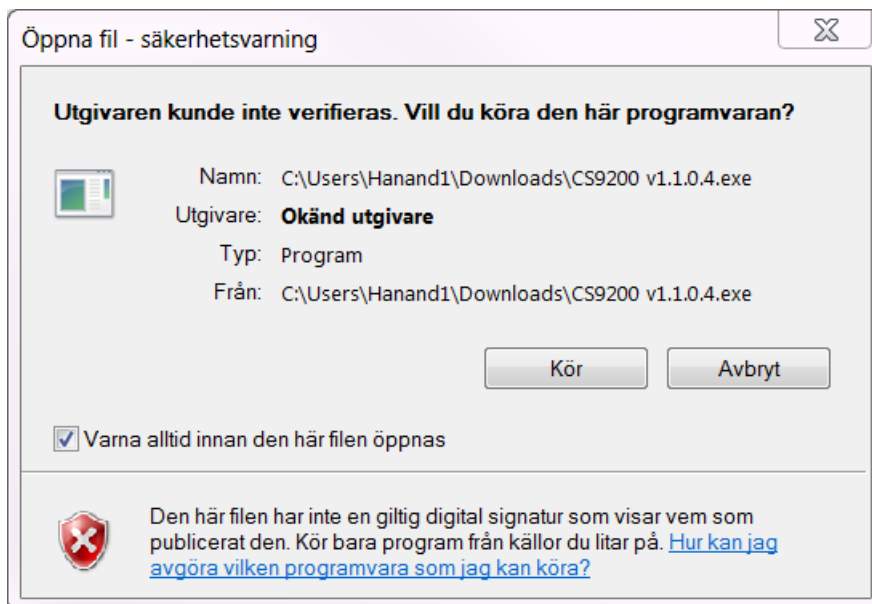 Öppna fil - säkerhetsvarning
Utgivaren kunde inte verifieras. Vill du köra den här programvaran?
Namn: C:\Users\Hanand1\Downloads\CS9200 v1.1.0.4.exe
Utgivare: Okänd utgivare
Typ: Program
Från: C:\Users\Hanand1\Downloads\CS9200 v1.1.0.4.exe
Kör Avbryt
Varna alltid innan den här filen öppnas
Den här filen har inte en giltig digital signatur som visar vem som
publicerat den. Kör bara program från källor du litar på. Hur kan jag
avgöra vilken programvara som jag kan köra?